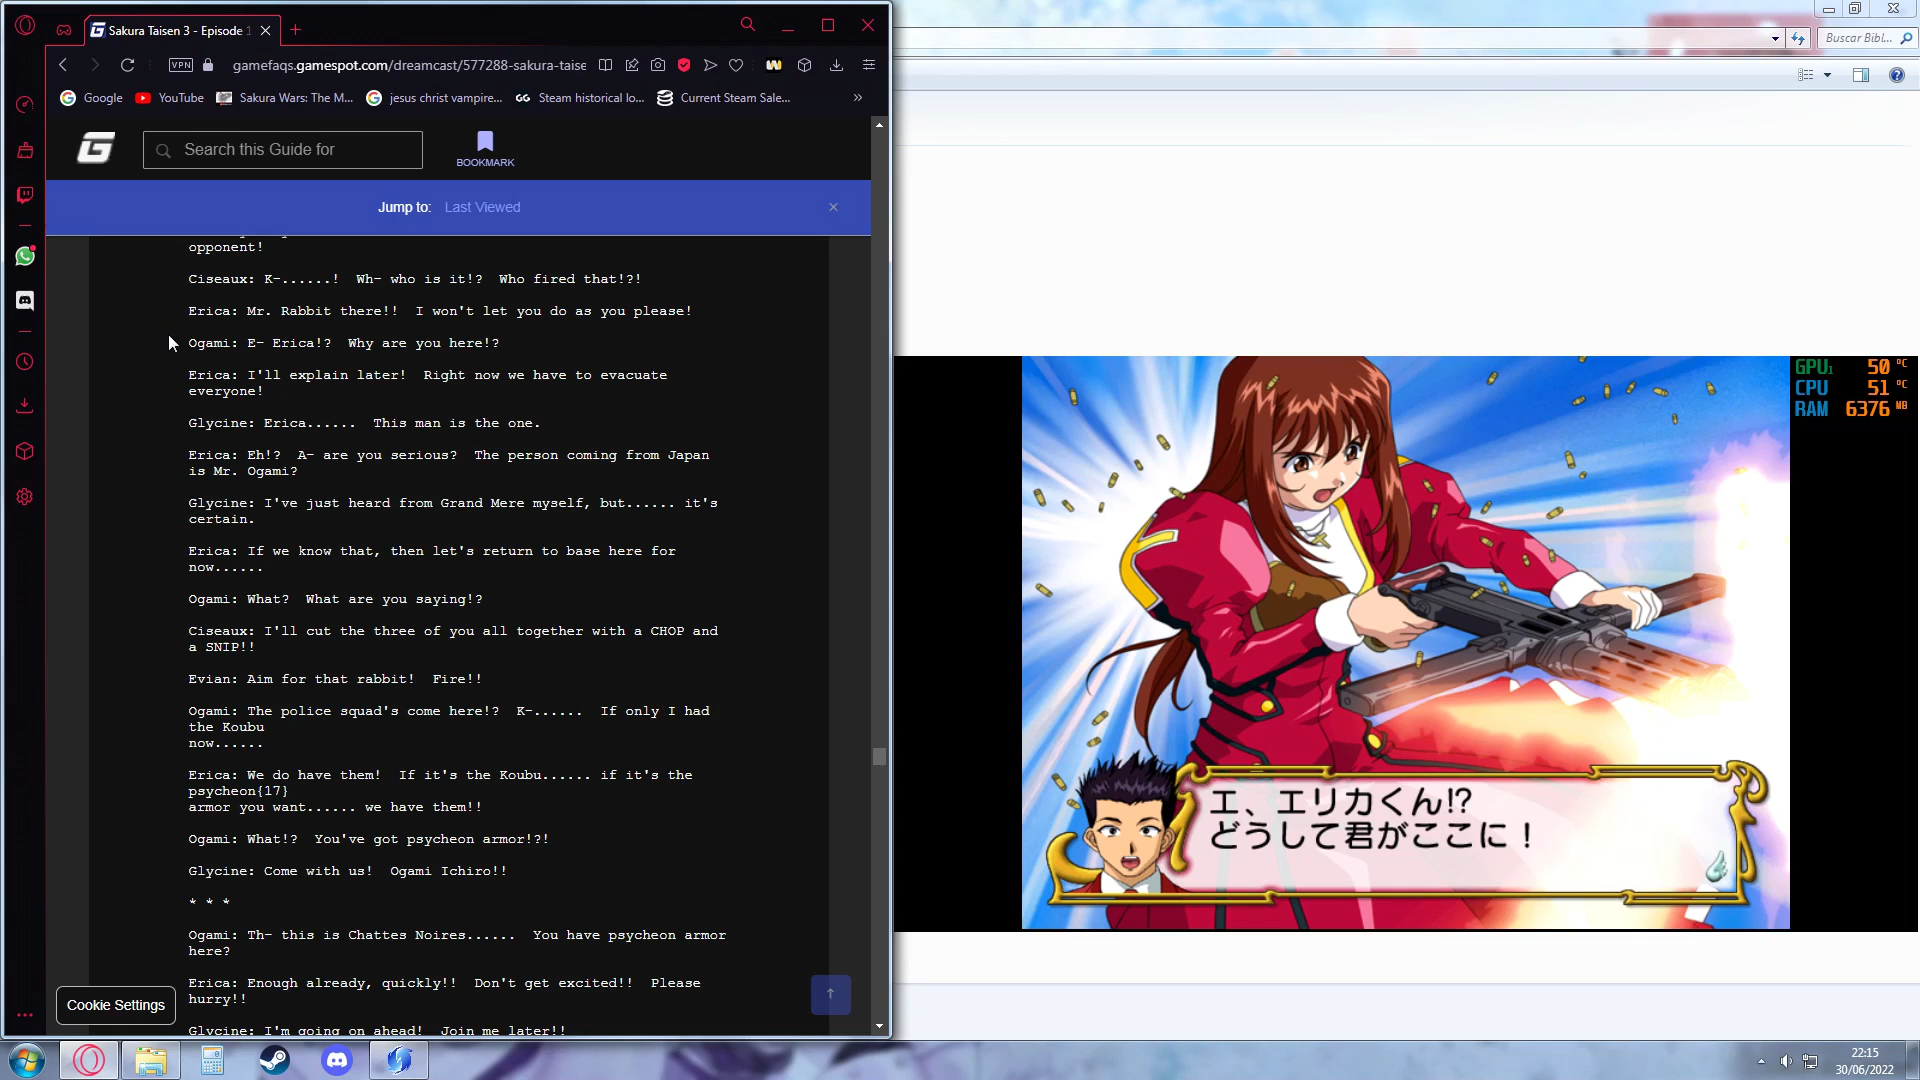 Sakura Taisen 3 - Episode 1
VPN
gamefaqs.gamespot.com/dreamcast/577288-sakura-taise
Google
YouTube
Sakura Wars: The M...
jesus christ vampire...
GG
Steam historical lo...
Current Steam Sale...
»
Search this Guide for
BOOKMARK
Jump to: Last Viewed
opponent!
Ciseaux: K-......! Wh- who is it!? Who fired that!?!
Erica: Mr. Rabbit there!! I won't let you do as you please!
Ogami: E- Erica!? Why are you here!?
Erica: I'll explain later! Right now we have to evacuate
everyone!
Glycine: Erica...... This man is the one.
Erica: Eh!? A- are you serious? The person coming from Japan
is Mr. Ogami?
Glycine: I've just heard from Grand Mere myself, but...... it's
certain.
Erica: If we know that, then let's return to base here for
now......
Ogami: What? What are you saying!?
Ciseaux: I'll cut the three of you all together with a CHOP and
a SNIP!!
Evian: Aim for that rabbit! Fire!!
Ogami: The police squad's come here!? K-...... If only I had
the Koubu
now......
Erica: We do have them! If it's the Koubu...... if it's the
psycheon{17}
armor you want...... we have them!!
Ogami: What!? You've got psycheon armor!?!
Glycine: Come with us! Ogami Ichiro!!
* * *
Ogami: Th- this is Chattes Noires...... You have psycheon armor
here?
Erica: Enough already, quickly!! Don't get excited!! Please
hurry!!
Glycine: I'm going on ahead! Join me later!!
Cookie Settings
Buscar Bibl...
GPU1 50 °C
CPU 51 °C
RAM 6376 MB
エ、エリカくん!?
どうして君がここに！
22:15
30/06/2022